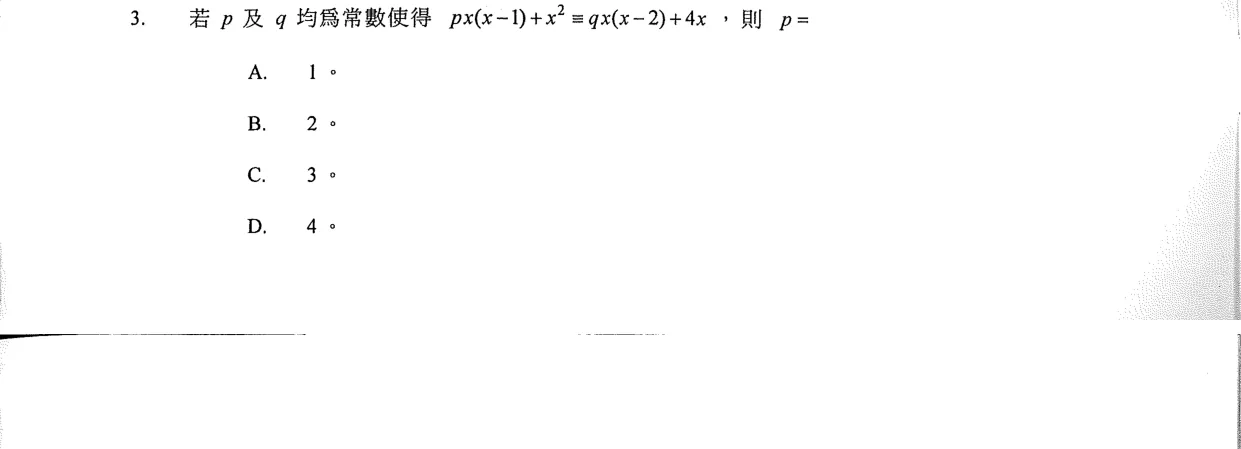 3. 若 p 及 q 均爲常數使得 px(x−1)+x² ≡ qx(x−2)+4x ，則 p =
A. 1 。
B. 2 。
C. 3 。
D. 4 。